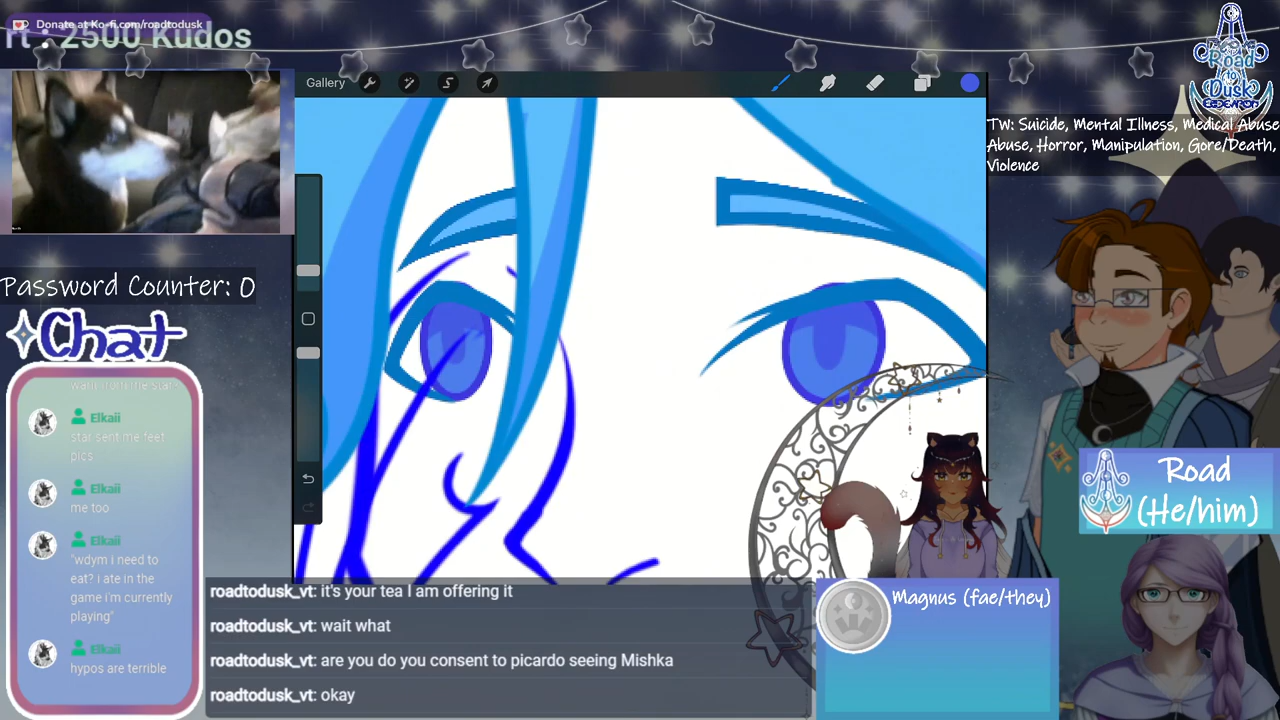 Donate at Ko-fi.com/roadtodusk
rt : 2500 Kudos
Gallery
Road
to
Dusk
Tw: Suicide, Mental Illness, Medical Abuse
Abuse, Horror, Manipulation, Gore/Death,
Violence
Password Counter: 0
Chat
Elkaii
star sent me feet
pics
Elkaii
me too
Elkaii
"wdym i need to
eat? i ate in the
game i'm currently
playing"
Elkaii
hypos are terrible
roadtodusk_vt: it's your tea I am offering it
roadtodusk_vt: wait what
roadtodusk_vt: are you do you consent to picardo seeing Mishka
roadtodusk_vt: okay
Road
(He/him)
Magnus (fae/they)